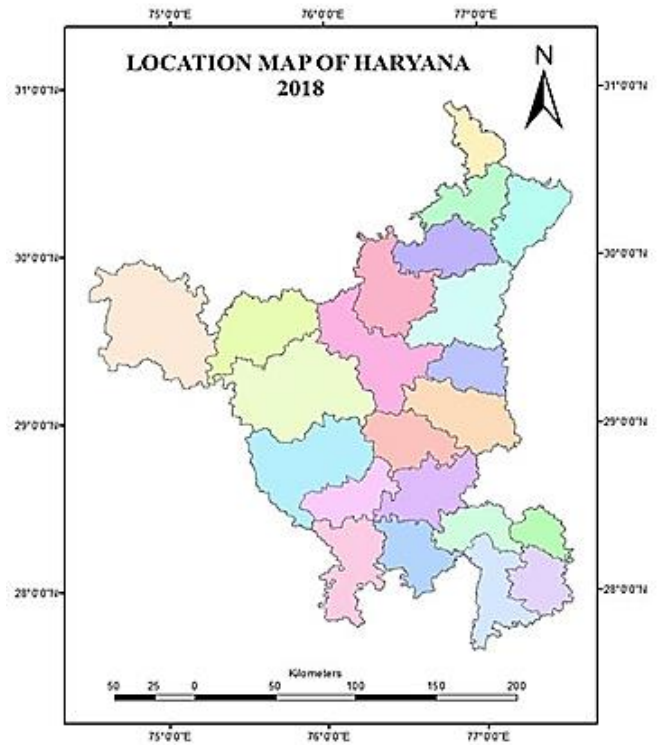 75°0'0"E 76°0'0"E 77°0'0"E
LOCATION MAP OF HARYANA
2018
N
31°0'0"N 31°0'0"N
30°0'0"N 30°0'0"N
29°0'0"N 29°0'0"N
28°0'0"N 28°0'0"N
Kilometers
50 25 0 50 100 150 200
75°0'0"E 76°0'0"E 77°0'0"E